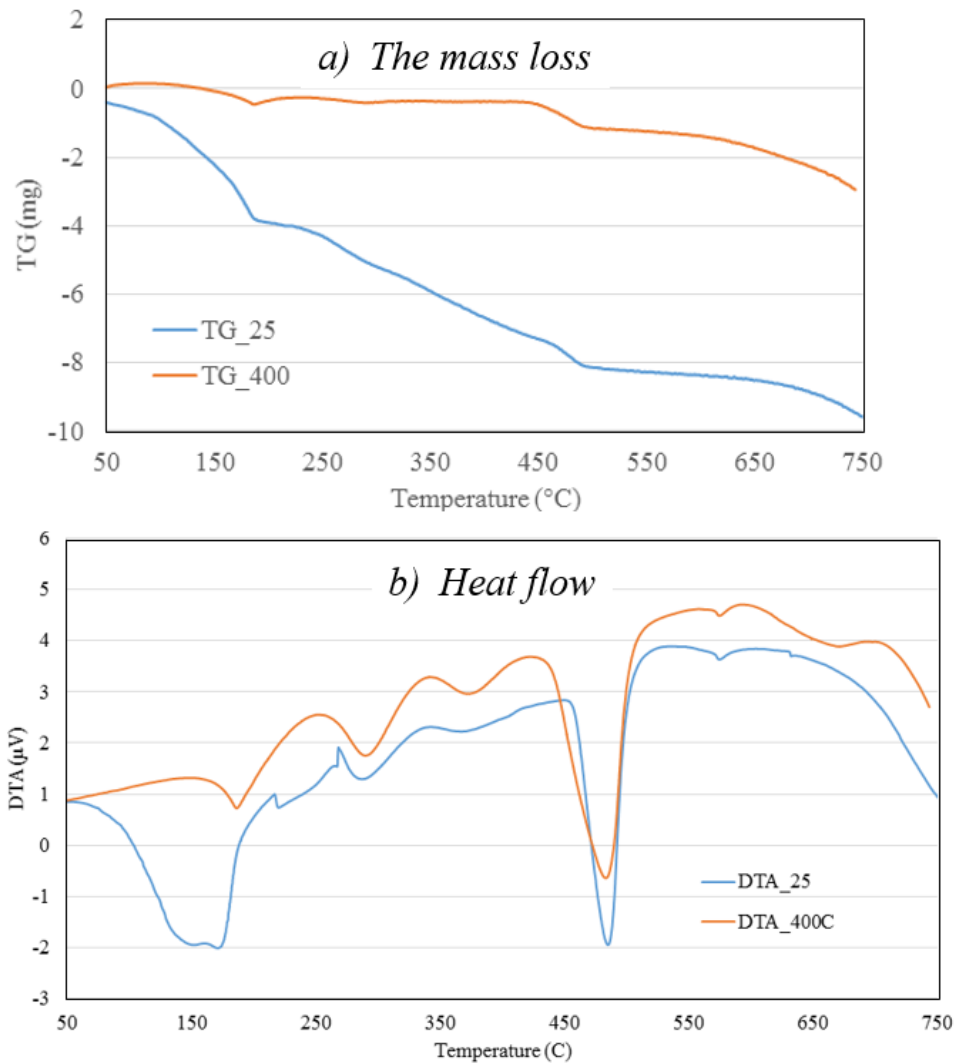 a) The mass loss
2
0
-2
-4
-6
-8
-10
TG (mg)
TG_25
TG_400
50 150 250 350 450 550 650 750
Temperature (°C)
b) Heat flow
6
5
4
3
2
1
0
-1
-2
-3
DTA (µV)
DTA_25
DTA_400C
50 150 250 350 450 550 650 750
Temperature (C)